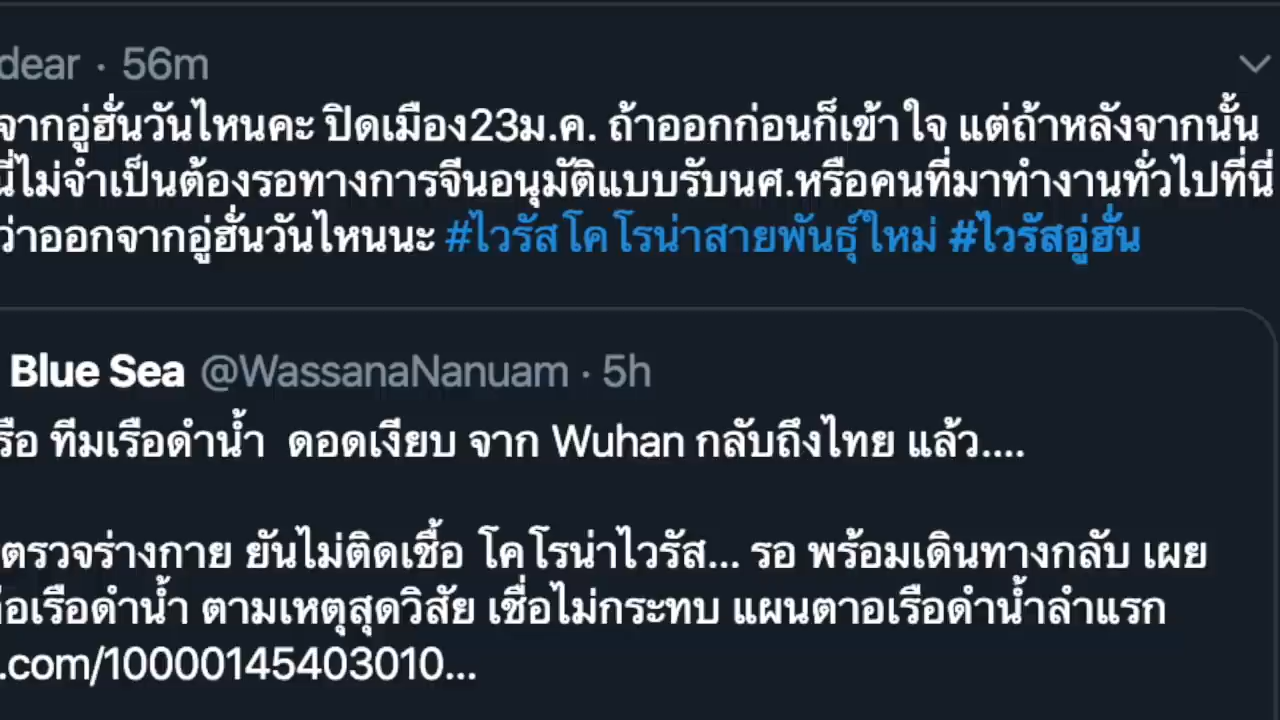 dear · 56m
จากอู่ฮั่นวันไหนคะ ปิดเมือง23ม.ค. ถ้าออกก่อนก็เข้าใจ แต่ถ้าหลังจากนั้น
นี่ไม่จำเป็นต้องรอทางการจีนอนุมัติแบบรับนศ.หรือคนที่มาทำงานทั่วไปที่นี่
ว่าออกจากอู่ฮั่นวันไหนนะ #ไวรัสโคโรน่าสายพันธุ์ใหม่ #ไวรัสอู่ฮั่น
Blue Sea @WassanaNanuam · 5h
ทีมเรือดำน้ำ ดอดเงียบ จาก Wuhan กลับถึงไทย แล้ว....
ตรวจร่างกาย ยันไม่ติดเชื้อ โคโรน่าไวรัส... รอ พร้อมเดินทางกลับ เผย
เรือดำน้ำ ตามเหตุสุดวิสัย เชื่อไม่กระทบ แผนตาอเรือดำน้ำลำแรก
.com/10000145403010...